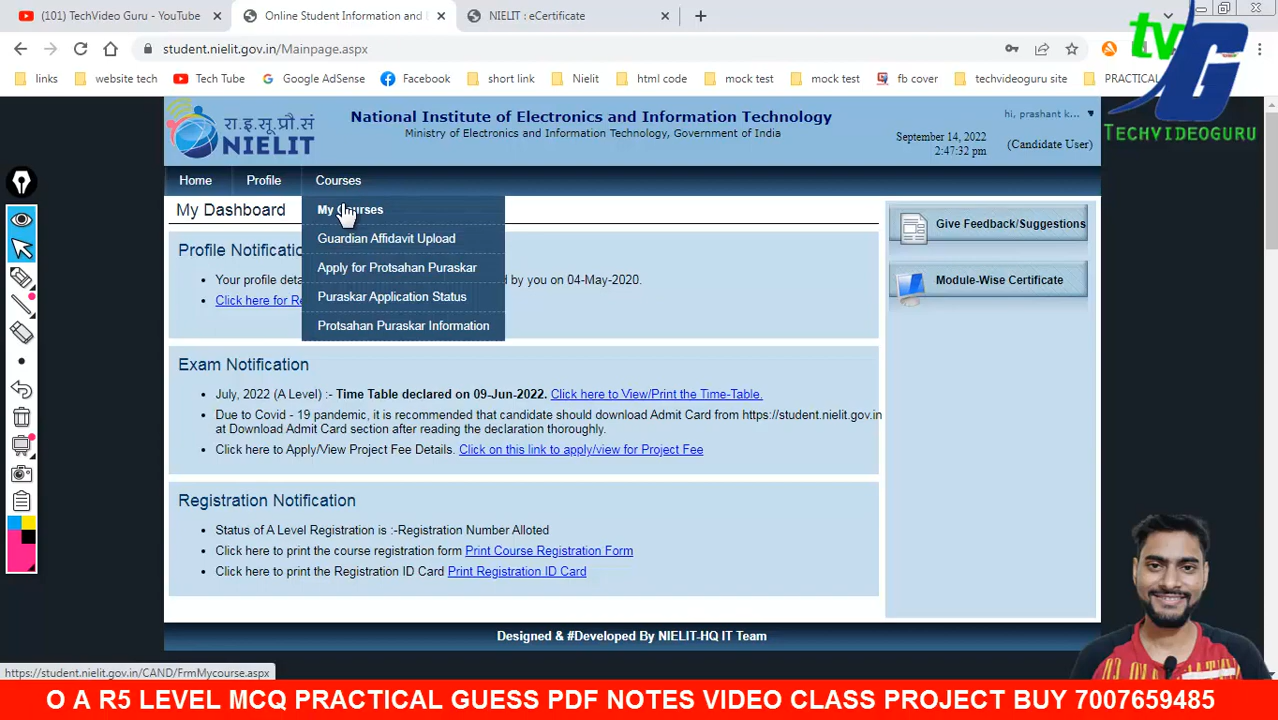 (101) TechVideo Guru - YouTube
Online Student Information and E
NIELIT : eCertificate
student.nielit.gov.in/Mainpage.aspx
links
website tech
Tech Tube
Google AdSense
Facebook
short link
Nielit
html code
mock test
mock test
fb cover
techvideoguru site
PRACTICAL
tv
G
TECHVIDEOGURU
रा.इ.सू.प्रौ.सं
NIELIT
National Institute of Electronics and Information Technology
Ministry of Electronics and Information Technology, Government of India
hi, prashant k...
September 14, 2022
2:47:32 pm
(Candidate User)
Home
Profile
Courses
My Dashboard
My Courses
Guardian Affidavit Upload
Apply for Protsahan Puraskar
Puraskar Application Status
Protsahan Puraskar Information
Give Feedback/Suggestions
Module-Wise Certificate
Profile Notification
Your profile deta
d by you on 04-May-2020.
Click here for Re
Exam Notification
July, 2022 (A Level) :- Time Table declared on 09-Jun-2022. Click here to View/Print the Time-Table.
Due to Covid - 19 pandemic, it is recommended that candidate should download Admit Card from https://student.nielit.gov.in
at Download Admit Card section after reading the declaration thoroughly.
Click here to Apply/View Project Fee Details. Click on this link to apply/view for Project Fee
Registration Notification
Status of A Level Registration is :-Registration Number Alloted
Click here to print the course registration form Print Course Registration Form
Click here to print the Registration ID Card Print Registration ID Card
Designed & #Developed By NIELIT-HQ IT Team
https://student.nielit.gov.in/CAND/FrmMycourse.aspx
O A R5 LEVEL MCQ PRACTICAL GUESS PDF NOTES VIDEO CLASS PROJECT BUY 7007659485